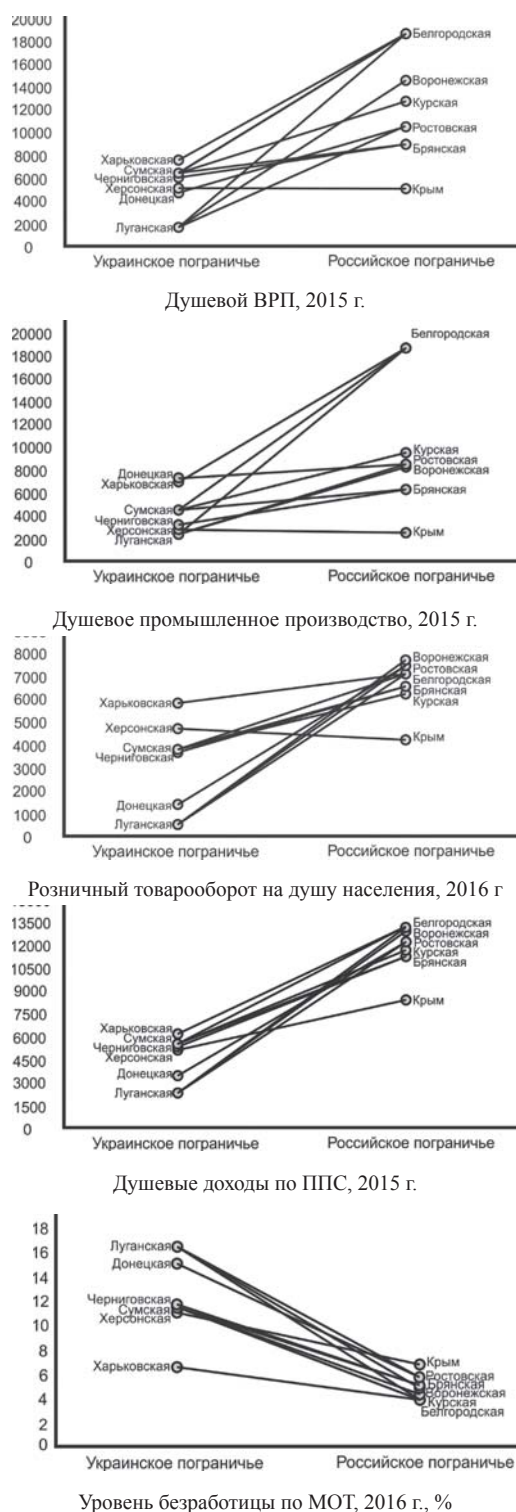 20000
18000
16000
14000
12000
10000
8000
6000
4000
2000
0
Белгородская
Воронежская
Курская
Ростовская
Брянская
Крым
Харьковская
Сумская
Черниговская
Херсонская
Донецкая
Луганская
Украинское пограничье Российское пограничье
Душевой ВРП, 2015 г.
20000
18000
16000
14000
12000
10000
8000
6000
4000
2000
0
Белгородская
Курская
Ростовская
Воронежская
Брянская
Крым
Донецкая
Харьковская
Сумская
Черниговская
Херсонская
Луганская
Украинское пограничье Российское пограничье
Душевое промышленное производство, 2015 г.
8000
7000
6000
5000
4000
3000
2000
1000
0
Воронежская
Ростовская
Белгородская
Брянская
Курская
Крым
Харьковская
Херсонская
Сумская
Черниговская
Донецкая
Луганская
Украинское пограничье Российское пограничье
Розничный товарооборот на душу населения, 2016 г
13500
12000
10500
9000
7500
6000
4500
3000
1500
0
Белгородская
Воронежская
Ростовская
Курская
Брянская
Крым
Харьковская
Сумская
Черниговская
Херсонская
Донецкая
Луганская
Украинское пограничье Российское пограничье
Душевые доходы по ППС, 2015 г.
18
16
14
12
10
8
6
4
2
0
Луганская
Донецкая
Черниговская
Сумская
Херсонская
Харьковская
Крым
Ростовская
Брянская
Воронежская
Курская
Белгородская
Украинское пограничье Российское пограничье
Уровень безработицы по МОТ, 2016 г., %